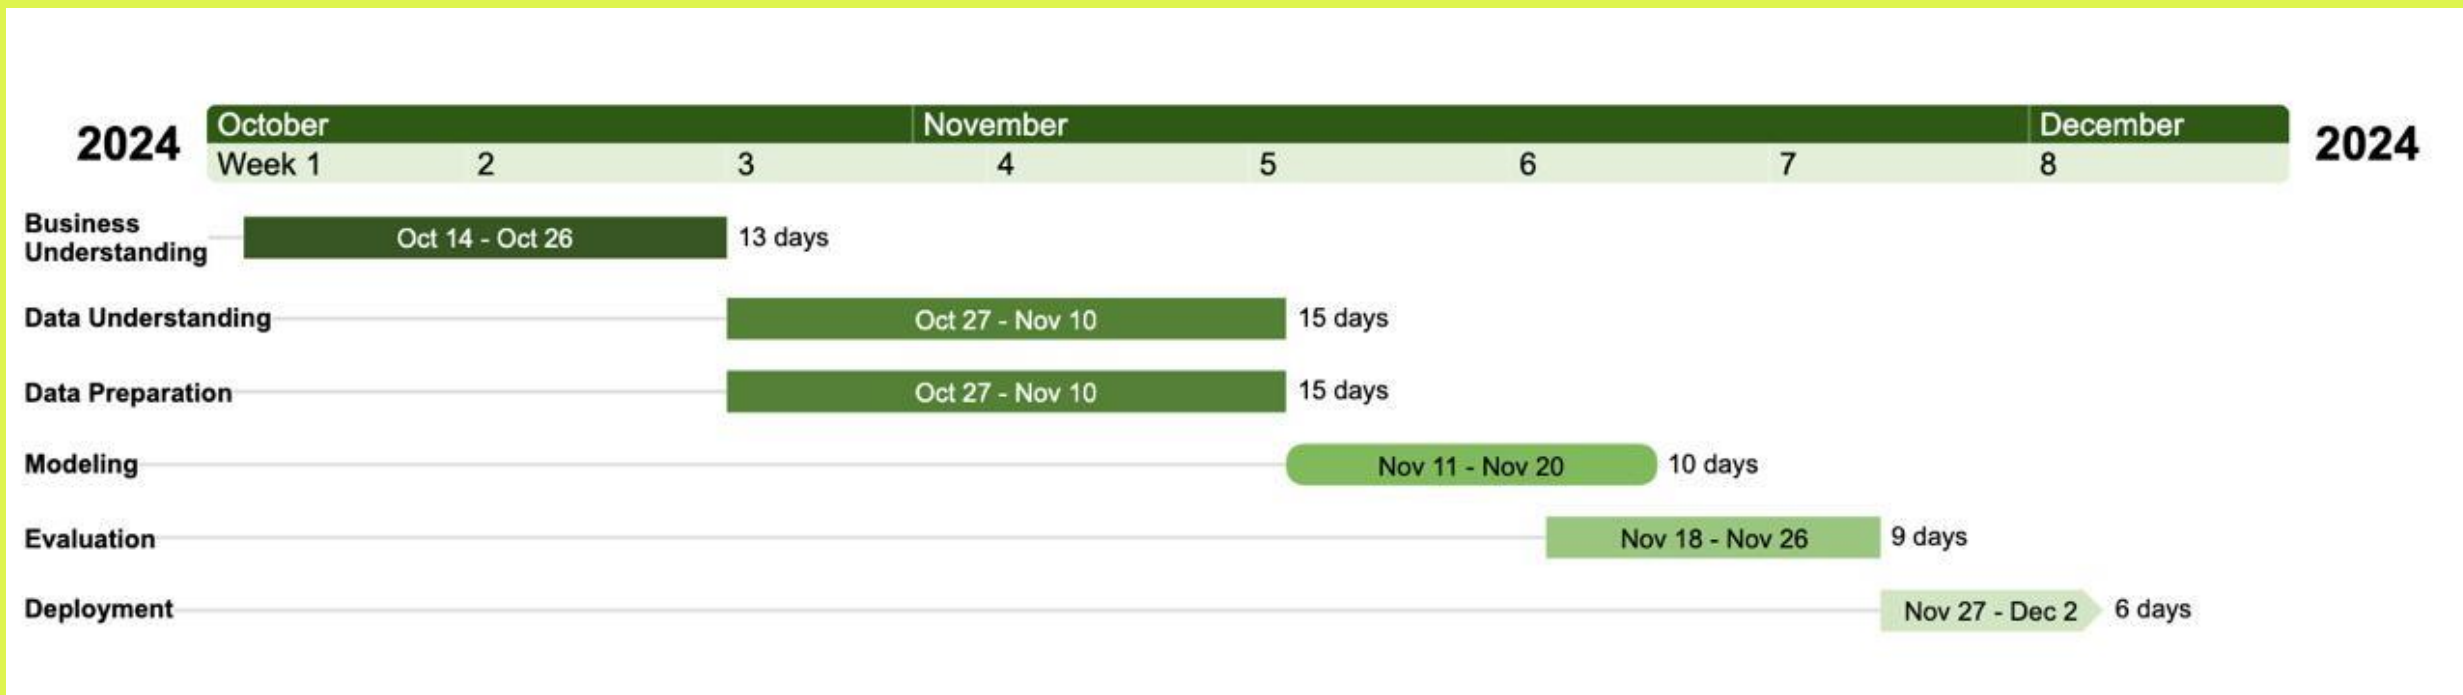 2024
October November December
2024
Week 1 2 3 4 5 6 7 8
Business
Understanding
Oct 14 - Oct 26
13 days
Data Understanding
Oct 27 - Nov 10
15 days
Data Preparation
Oct 27 - Nov 10
15 days
Modeling
Nov 11 - Nov 20
10 days
Evaluation
Nov 18 - Nov 26
9 days
Deployment
Nov 27 - Dec 2
6 days